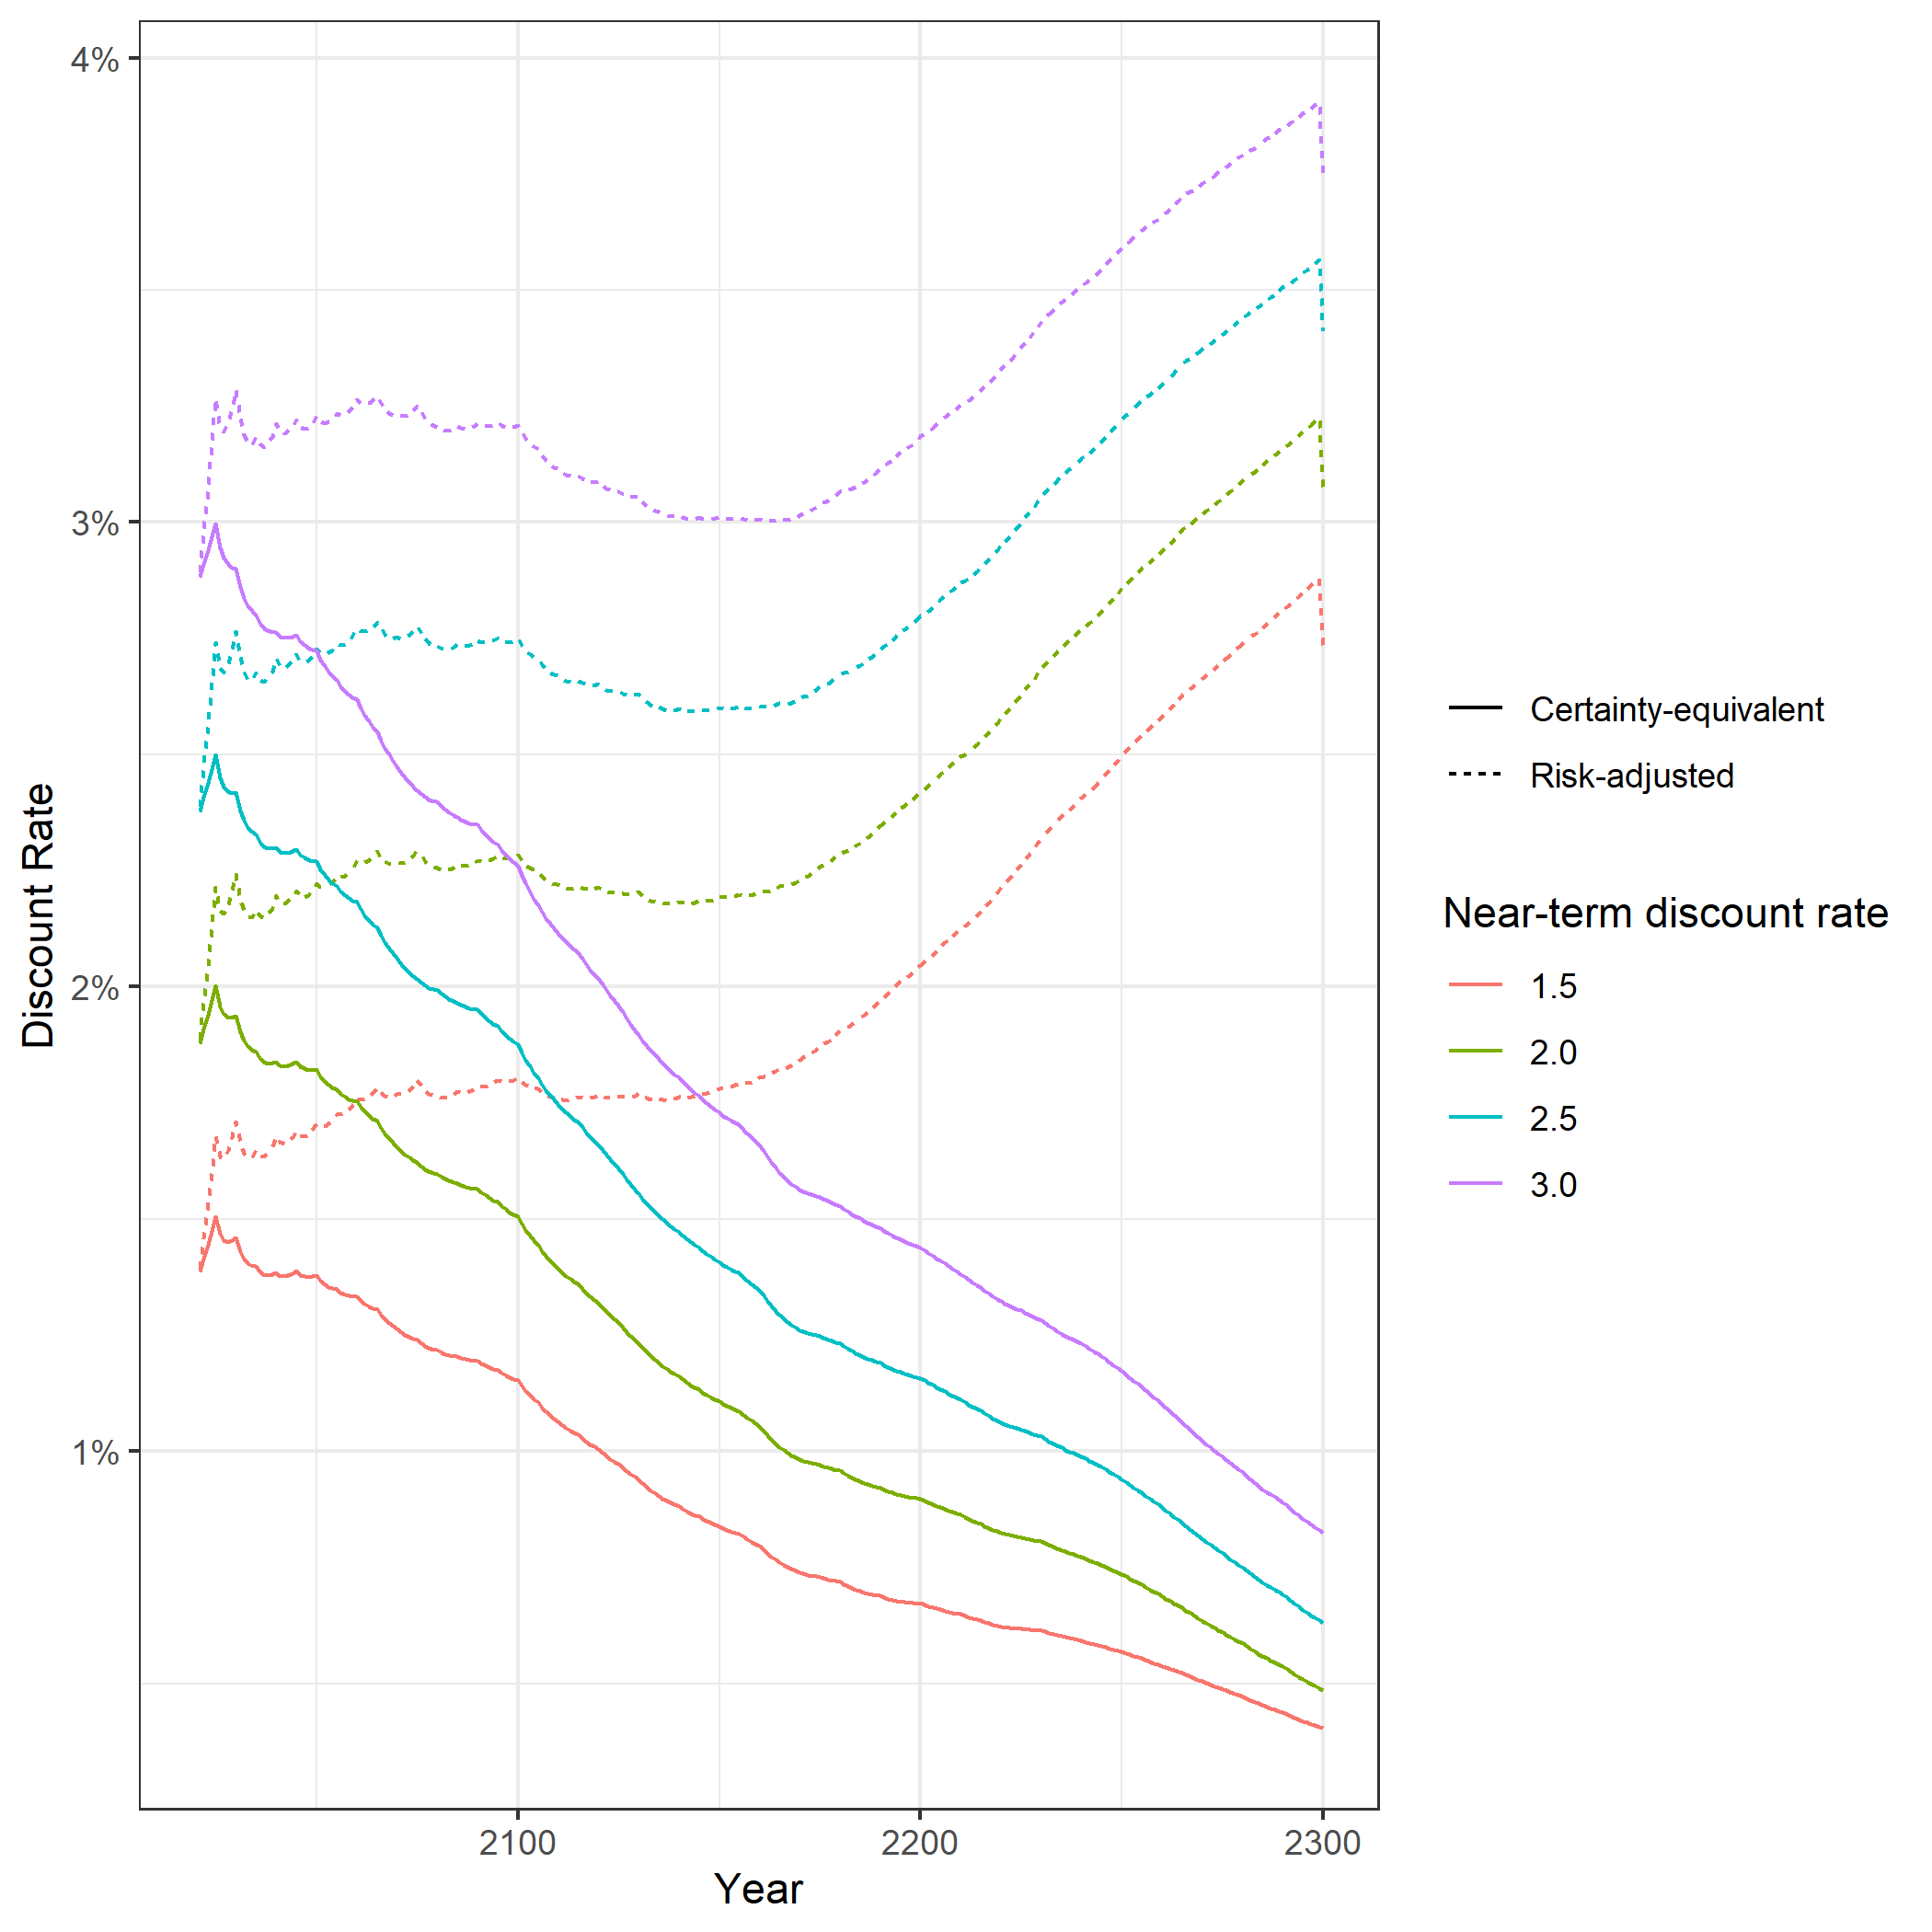 4%
3%
2%
1%
Discount Rate
2100
2200
2300
Year
Certainty-equivalent
Risk-adjusted
Near-term discount rate
1.5
2.0
2.5
3.0